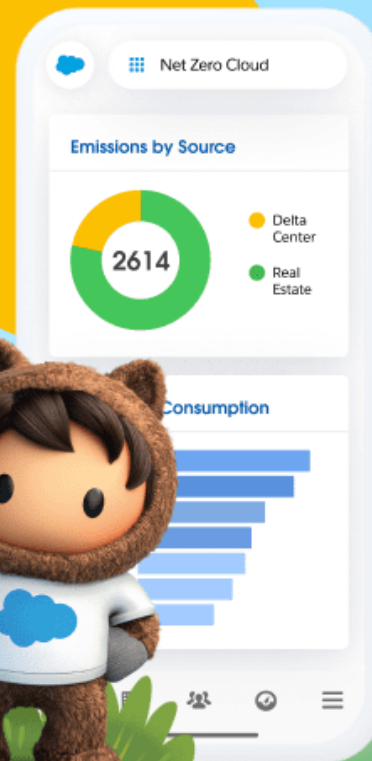 Net Zero Cloud
Emissions by Source
2614
Delta
Center
Real
Estate
Consumption